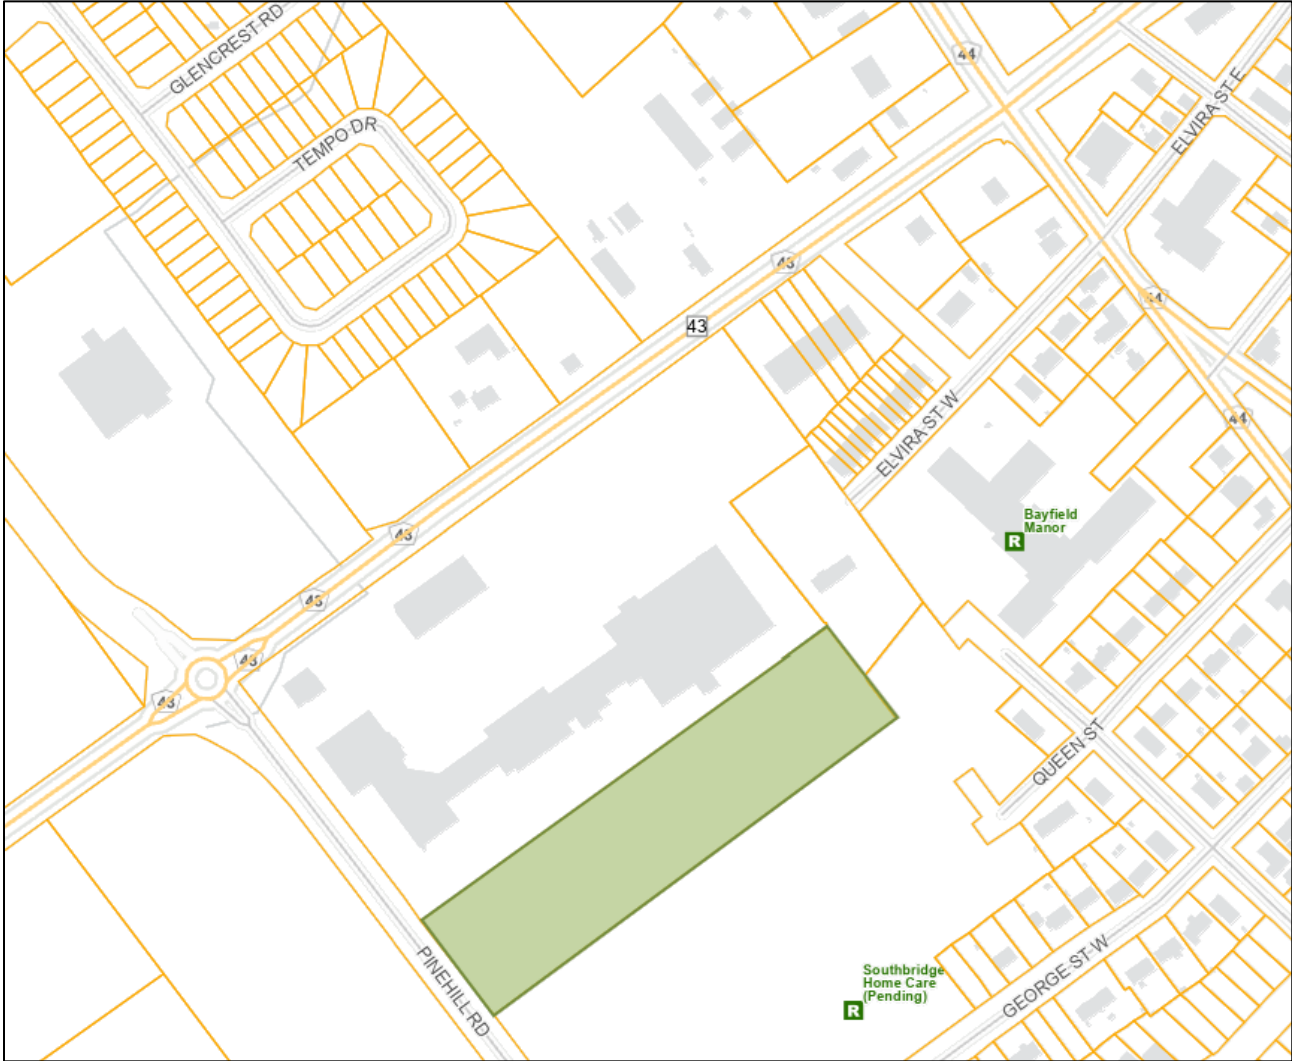 GLENCREST RD
44
ELVIRA ST E
TEMPO DR
43
44
43
ELVIRA ST W
44
Bayfield
Manor
R
43
43
43
43
QUEEN ST
PINEHILL RD
Southbridge
Home Care
(Pending)
R
GEORGE ST W